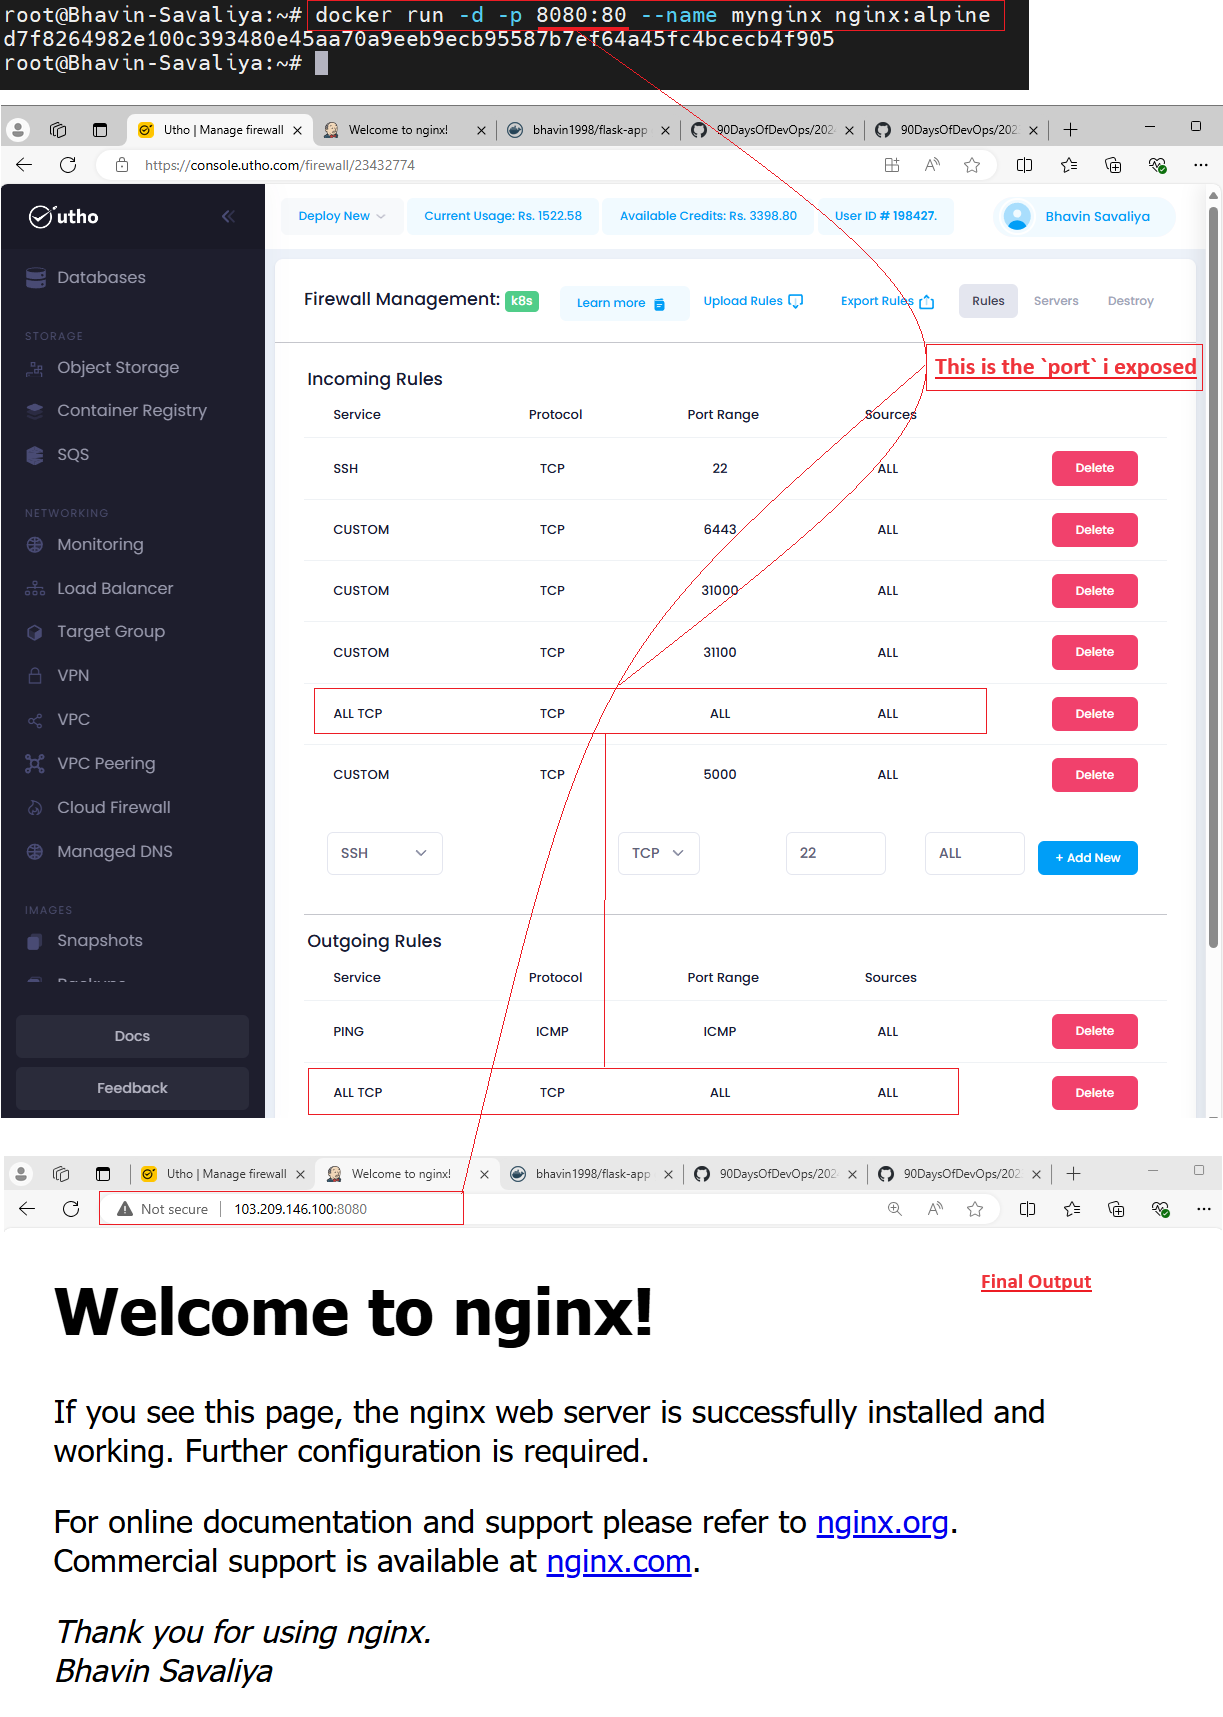 root@Bhavin-Savaliya:~# docker run -d -p 8080:80 --name mynginx nginx:alpine
d7f8264982e100c393480e45aa70a9eeb9ecb95587b7ef64a45fc4bcecb4f905
root@Bhavin-Savaliya:~#
Utho | Manage firewall
Welcome to nginx!
bhavin1998/flask-app
90DaysOfDevOps/202
90DaysOfDevOps/202
https://console.utho.com/firewall/23432774
utho
Deploy New
Current Usage: Rs. 1522.58
Available Credits: Rs. 3398.80
User ID # 198427.
Bhavin Savaliya
Databases
STORAGE
Object Storage
Container Registry
SQS
NETWORKING
Monitoring
Load Balancer
Target Group
VPN
VPC
VPC Peering
Cloud Firewall
Managed DNS
IMAGES
Snapshots
Docs
Feedback
Firewall Management: k8s
Learn more
Upload Rules
Export Rules
Rules
Servers
Destroy
This is the `port` i exposed
Incoming Rules
Service Protocol Port Range Sources
SSH TCP 22 ALL Delete
CUSTOM TCP 6443 ALL Delete
CUSTOM TCP 31000 ALL Delete
CUSTOM TCP 31100 ALL Delete
ALL TCP TCP ALL ALL Delete
CUSTOM TCP 5000 ALL Delete
SSH TCP 22 ALL + Add New
Outgoing Rules
Service Protocol Port Range Sources
PING ICMP ICMP ALL Delete
ALL TCP TCP ALL ALL Delete
Utho | Manage firewall
Welcome to nginx!
bhavin1998/flask-app
90DaysOfDevOps/202
90DaysOfDevOps/202
Not secure 103.209.146.100:8080
Final Output
Welcome to nginx!
If you see this page, the nginx web server is successfully installed and
working. Further configuration is required.
For online documentation and support please refer to nginx.org.
Commercial support is available at nginx.com.
Thank you for using nginx.
Bhavin Savaliya